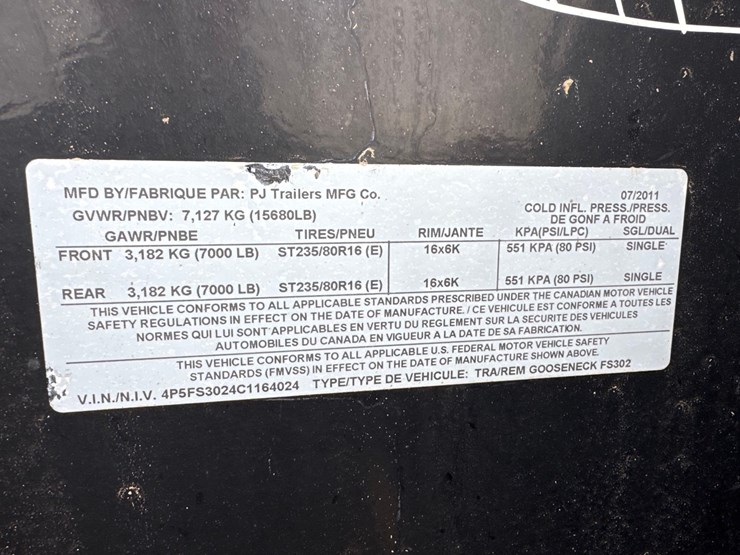 MFD BY/FABRIQUE PAR: PJ Trailers MFG Co. 07/2011
GVWR/PNBV: 7,127 KG (15680LB) COLD INFL. PRESS./PRESS.
DE GONF A FROID
GAWR/PNBE TIRES/PNEU RIM/JANTE KPA(PSI/LPC) SGL/DUAL
FRONT 3,182 KG (7000 LB) ST235/80R16 (E) 16x6K 551 KPA (80 PSI) SINGLE
REAR 3,182 KG (7000 LB) ST235/80R16 (E) 16x6K 551 KPA (80 PSI) SINGLE
THIS VEHICLE CONFORMS TO ALL APPLICABLE STANDARDS PRESCRIBED UNDER THE CANADIAN MOTOR VEHICLE
SAFETY REGULATIONS IN EFFECT ON THE DATE OF MANUFACTURE. / CE VEHICULE EST CONFORME A TOUTES LES
NORMES QUI LUI SONT APPLICABLES EN VERTU DU REGLEMENT SUR LA SECURITE DES VEHICULES
AUTOMOBILES DU CANADA EN VIGUEUR A LA DATE DE SA FABRICATION.
THIS VEHICLE CONFORMS TO ALL APPLICABLE U.S. FEDERAL MOTOR VEHICLE SAFETY
STANDARDS (FMVSS) IN EFFECT ON THE DATE OF MANUFACTURE SHOWN ABOVE.
V.I.N./N.I.V. 4P5FS3024C1164024 TYPE/TYPE DE VEHICULE: TRA/REM GOOSENECK FS302